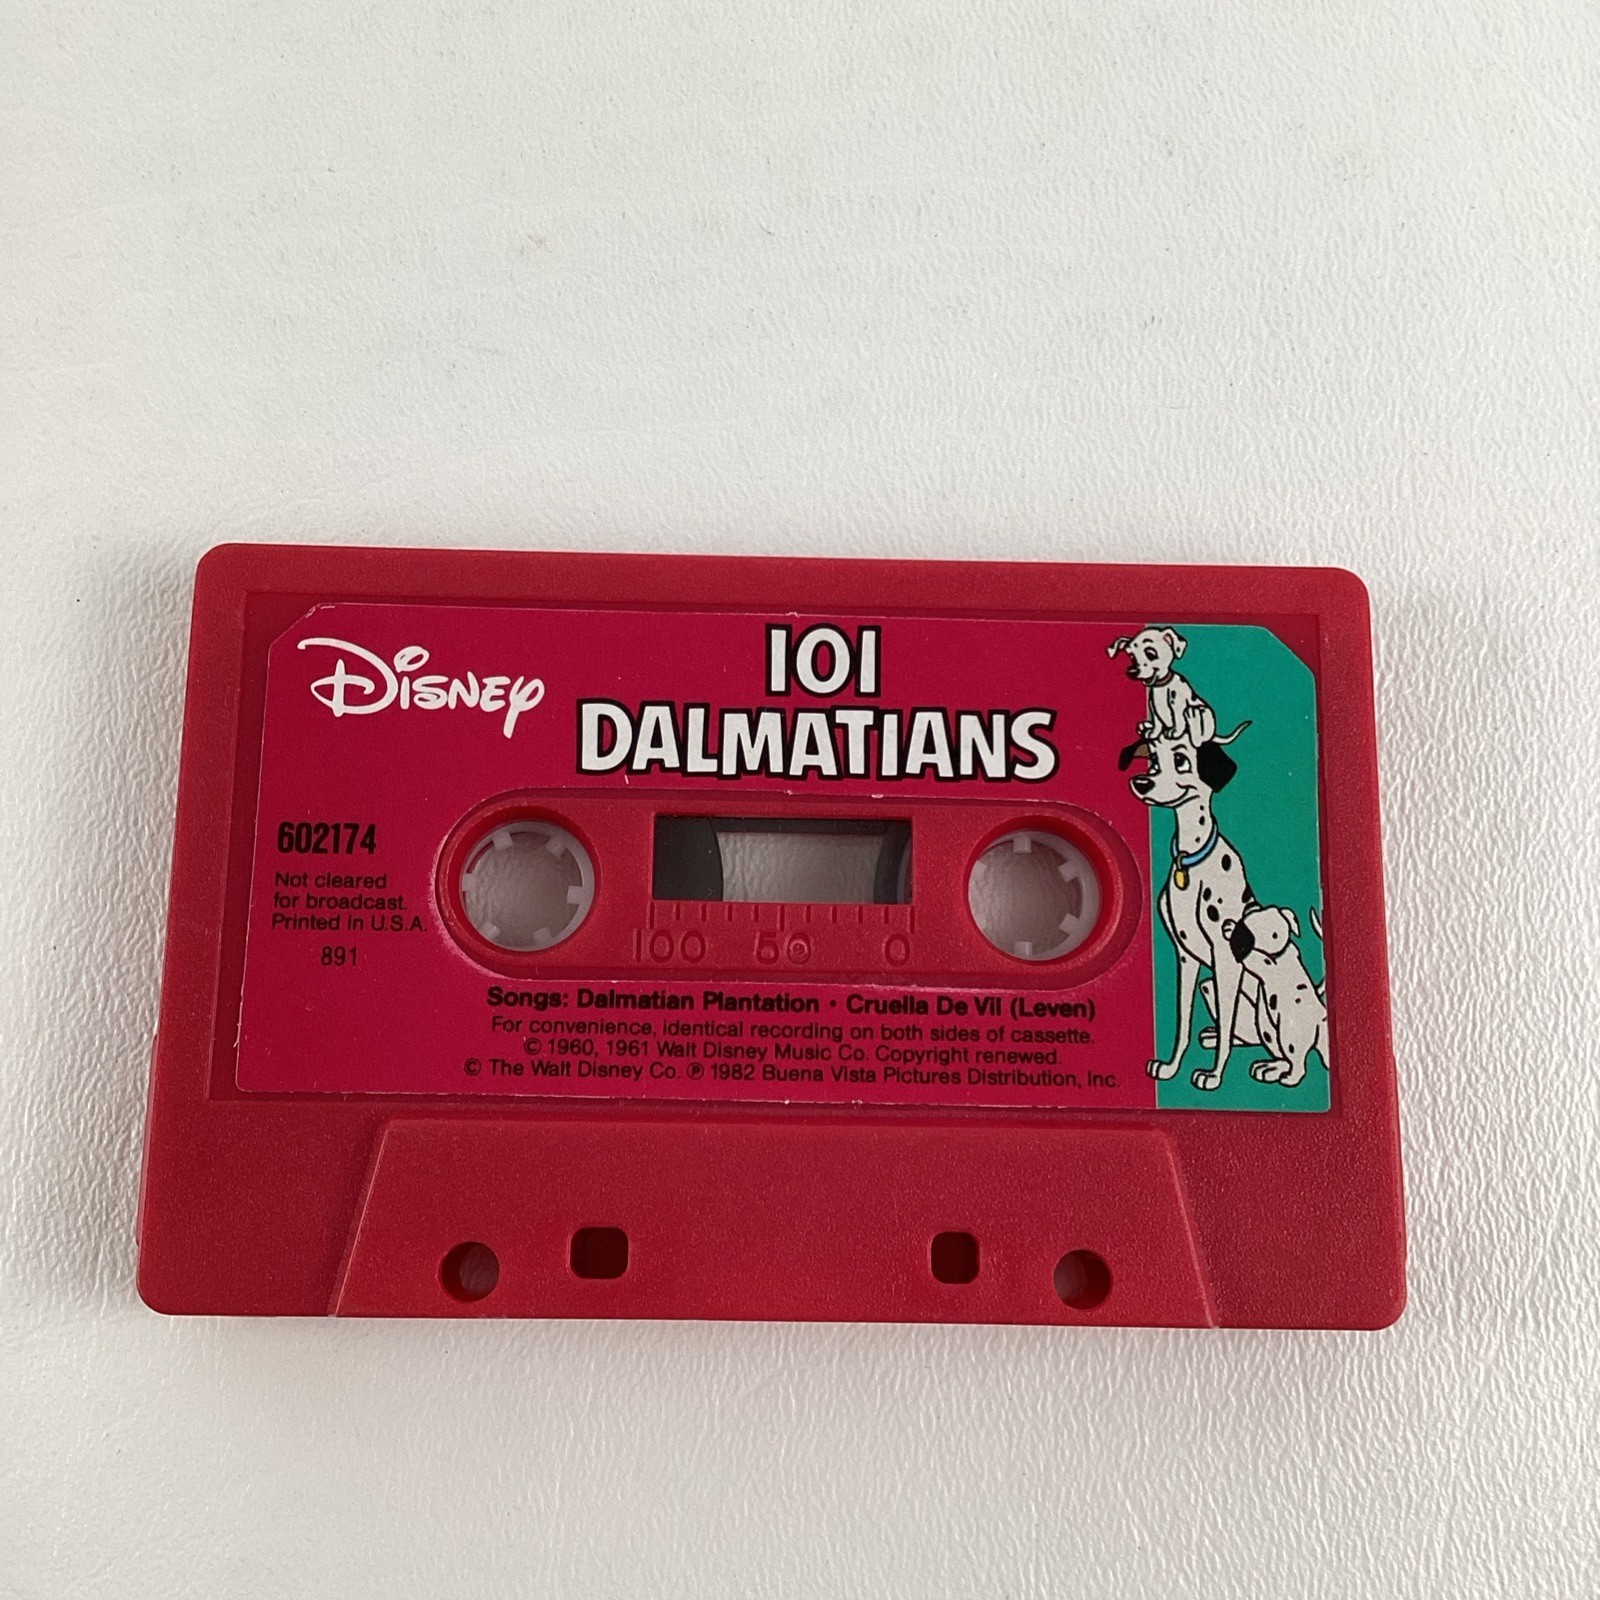 Disney
101
DALMATIANS
602174
Not cleared
for broadcast.
Printed in U.S.A.
891
100 50 0
Songs: Dalmatian Plantation • Cruella De Vil (Leven)
For convenience, identical recording on both sides of cassette.
© 1960, 1961 Walt Disney Music Co. Copyright renewed.
© The Walt Disney Co. ℗ 1982 Buena Vista Pictures Distribution, Inc.